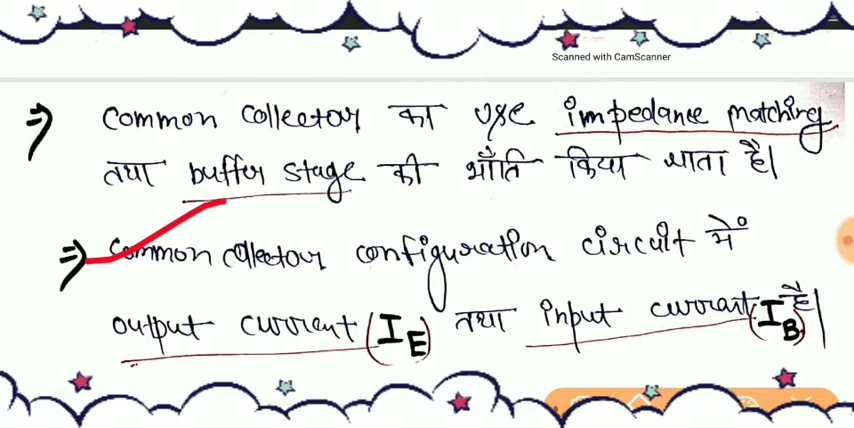 Scanned with CamScanner
⇒ Common Collector का use impedance matching
तथा buffer stage की भाँति किया जाता है।
⇒ Common collector configuration circuit में
output current (IE) तथा input currant (IB) है।